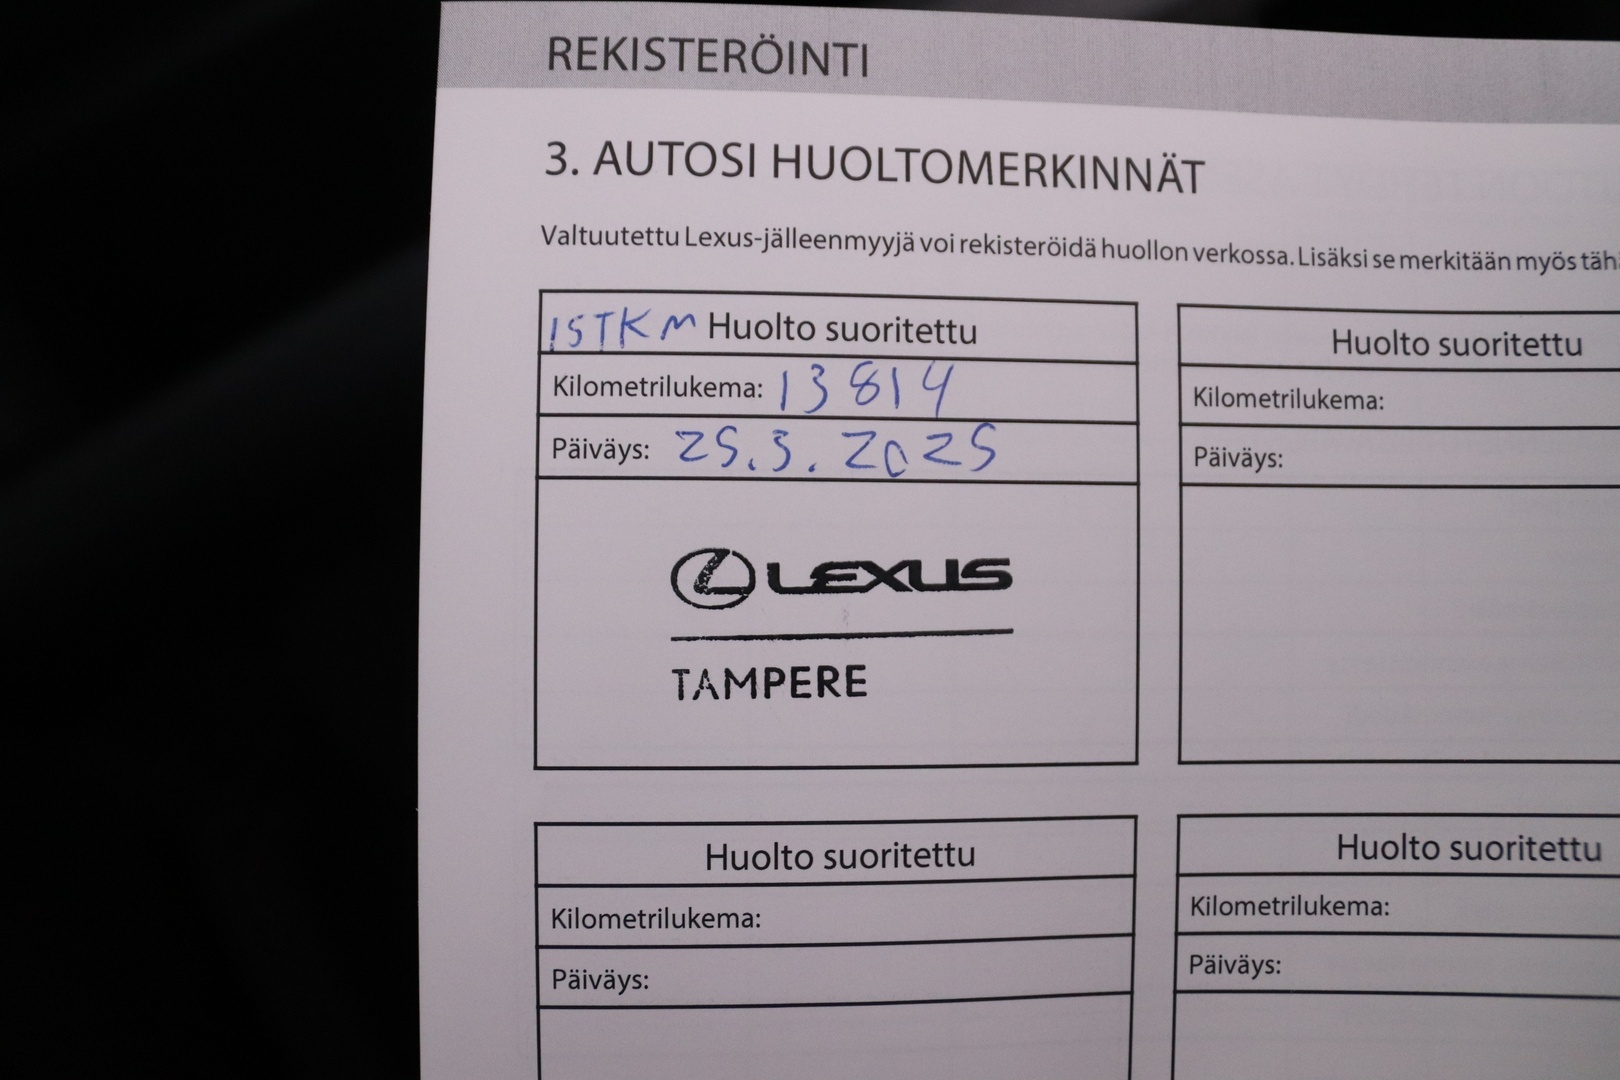 REKISTERÖINTI
3. AUTOSI HUOLTOMERKINNÄT
Valtuutettu Lexus-jälleenmyyjä voi rekisteröidä huollon verkossa. Lisäksi se merkitään myös täh
15TKM Huolto suoritettu
Kilometrilukema: 13814
Päiväys: 25.3.2025
LEXUS
TAMPERE
Huolto suoritettu
Kilometrilukema:
Päiväys:
Huolto suoritettu
Kilometrilukema:
Päiväys:
Huolto suoritettu
Kilometrilukema:
Päiväys: